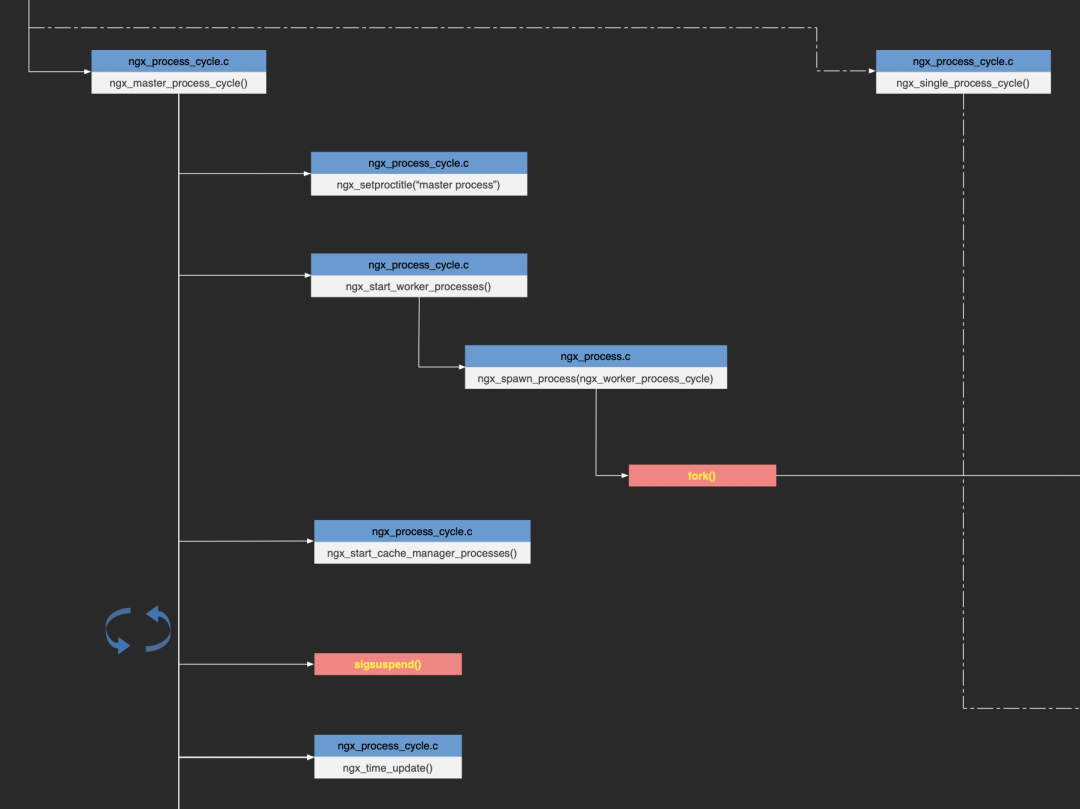 ngx_process_cycle.c
ngx_master_process_cycle()
ngx_process_cycle.c
ngx_single_process_cycle()
ngx_process_cycle.c
ngx_setproctitle("master process")
ngx_process_cycle.c
ngx_start_worker_processes()
ngx_process.c
ngx_spawn_process(ngx_worker_process_cycle)
fork()
ngx_process_cycle.c
ngx_start_cache_manager_processes()
sigsuspend()
ngx_process_cycle.c
ngx_time_update()